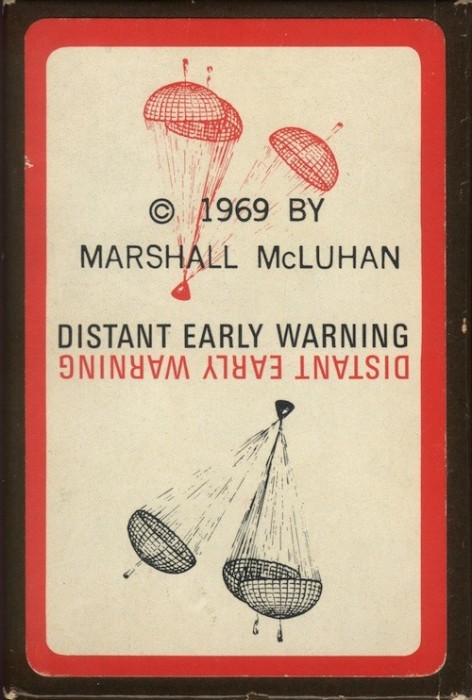 © 1969 BY
MARSHALL McLUHAN
DISTANT EARLY WARNING
DISTANT EARLY WARNING